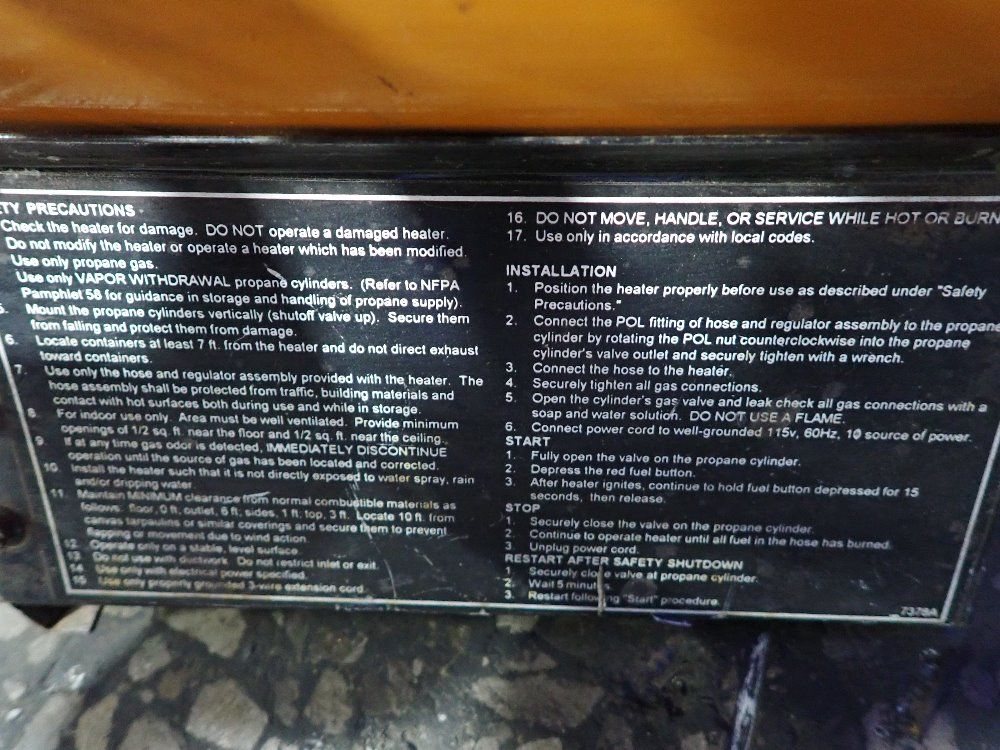 TY PRECAUTIONS
Check the heater for damage. DO NOT operate a damaged heater.
Do not modify the heater or operate a heater which has been modified.
Use only propane gas.
Use only VAPOR WITHDRAWAL propane cylinders. (Refer to NFPA
Pamphlet 58 for guidance in storage and handling of propane supply).
Mount the propane cylinders vertically (shutoff valve up). Secure them
from falling and protect them from damage.
6. Locate containers at least 7 ft. from the heater and do not direct exhaust
toward containers.
7. Use only the hose and regulator assembly provided with the heater. The
hose assembly shall be protected from traffic, building materials and
contact with hot surfaces both during use and while in storage.
8. For indoor use only. Area must be well ventilated. Provide minimum
openings of 1/2 sq. ft. near the floor and 1/2 sq. ft. near the ceiling.
9 If at any time gas odor is detected, IMMEDIATELY DISCONTINUE
operation until the source of gas has been located and corrected.
10. Install the heater such that it is not directly exposed to water spray, rain
and/or dripping water.
11. Maintain MINIMUM clearance from normal combustible materials as
follows: floor, 0 ft; outlet, 6 ft; sides, 1 ft; top, 3 ft. Locate 10 ft. from
canvas tarpaulins or similar coverings and secure them to prevent
flapping or movement due to wind action.
12. Operate only on a stable, level surface.
13. Do not use in ductwork. Do not restrict inlet or exit.
14. Use only with electrical power specified.
15. Use only properly grounded 3-wire extension cord.
16. DO NOT MOVE, HANDLE, OR SERVICE WHILE HOT OR BURN
17. Use only in accordance with local codes.
INSTALLATION
1. Position the heater properly before use as described under "Safety
Precautions."
2. Connect the POL fitting of hose and regulator assembly to the propane
cylinder by rotating the POL nut counterclockwise into the propane
cylinder's valve outlet and securely tighten with a wrench.
3. Connect the hose to the heater.
4. Securely tighten all gas connections.
5. Open the cylinder's gas valve and leak check all gas connections with a
soap and water solution. DO NOT USE A FLAME.
6. Connect power cord to well-grounded 115v, 60Hz, 1Ø source of power.
START
1. Fully open the valve on the propane cylinder.
2. Depress the red fuel button.
3. After heater ignites, continue to hold fuel button depressed for 15
seconds, then release.
STOP
1. Securely close the valve on the propane cylinder.
2. Continue to operate heater until all fuel in the hose has burned.
3. Unplug power cord.
RESTART AFTER SAFETY SHUTDOWN
1. Securely close valve at propane cylinder.
2. Wait 5 minutes.
3. Restart following "Start" procedure.
7378A